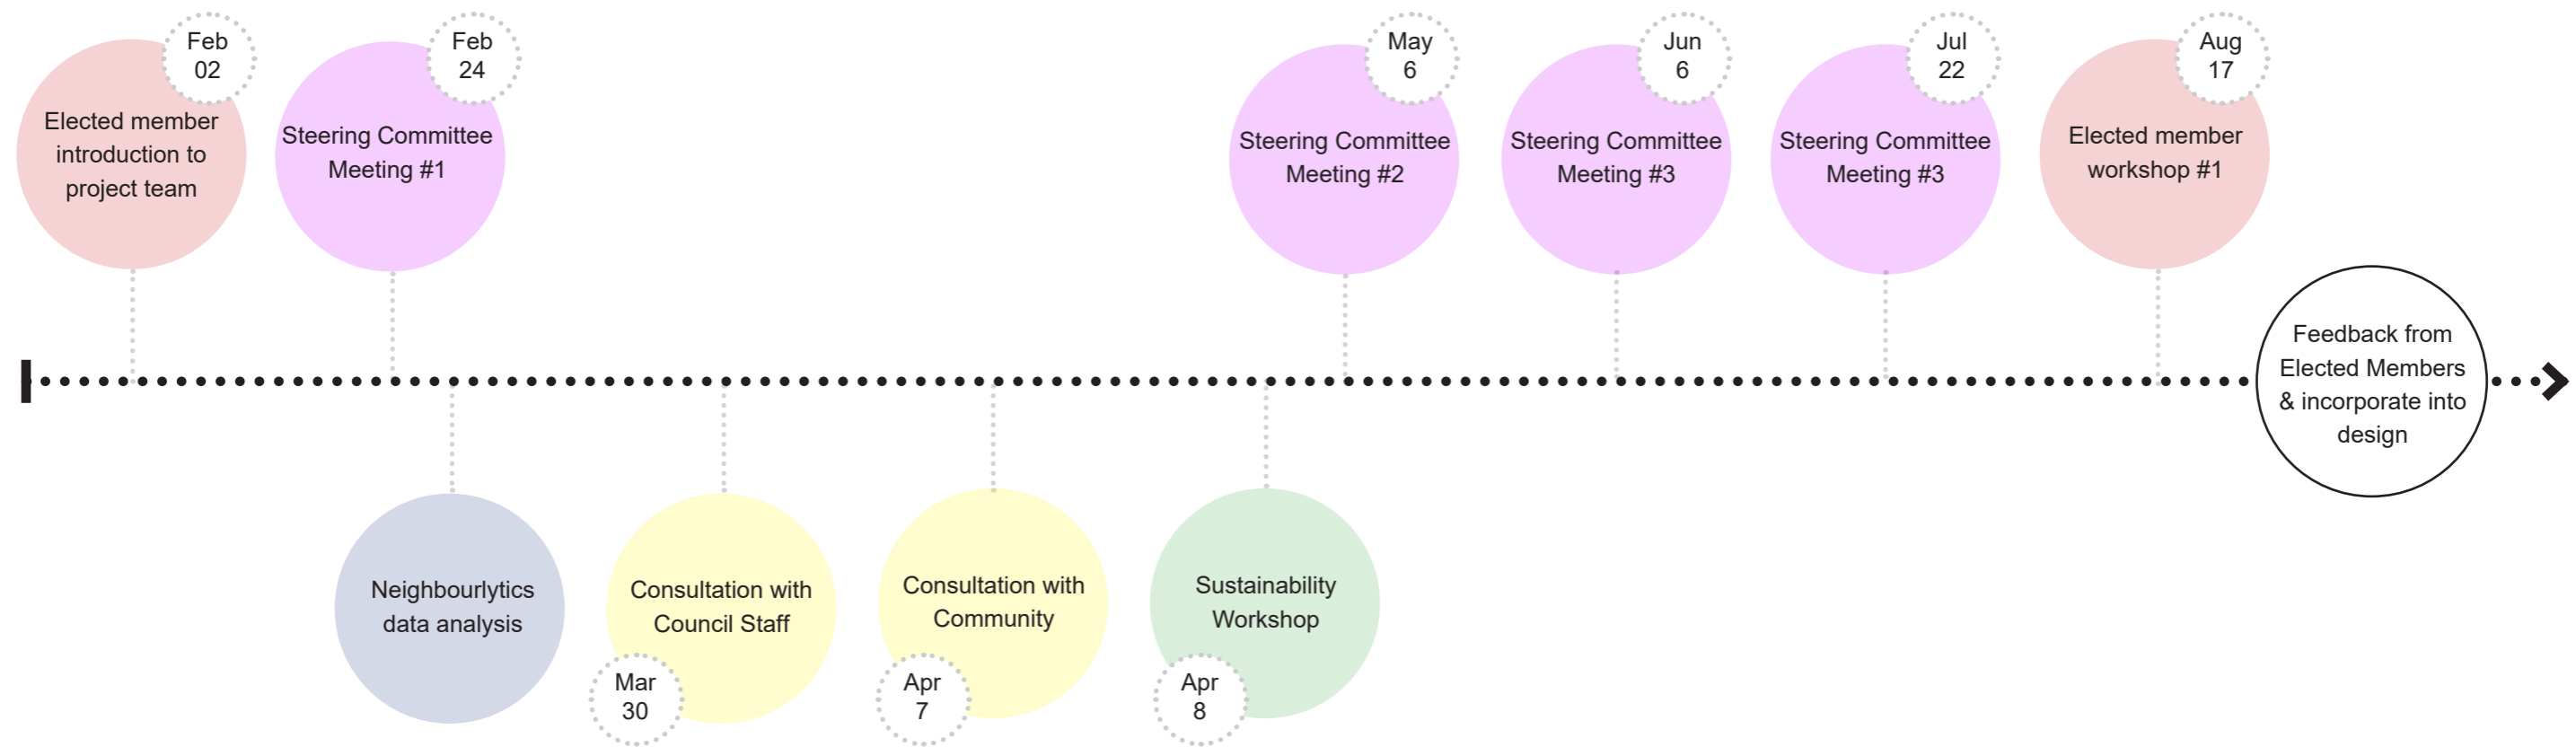 Feb
02
Elected member
introduction to
project team
Feb
24
Steering Committee
Meeting #1
May
6
Steering Committee
Meeting #2
Jun
6
Steering Committee
Meeting #3
Jul
22
Steering Committee
Meeting #3
Aug
17
Elected member
workshop #1
Feedback from
Elected Members
& incorporate into
design
Neighbourlytics
data analysis
Consultation with
Council Staff
Mar
30
Consultation with
Community
Apr
7
Sustainability
Workshop
Apr
8